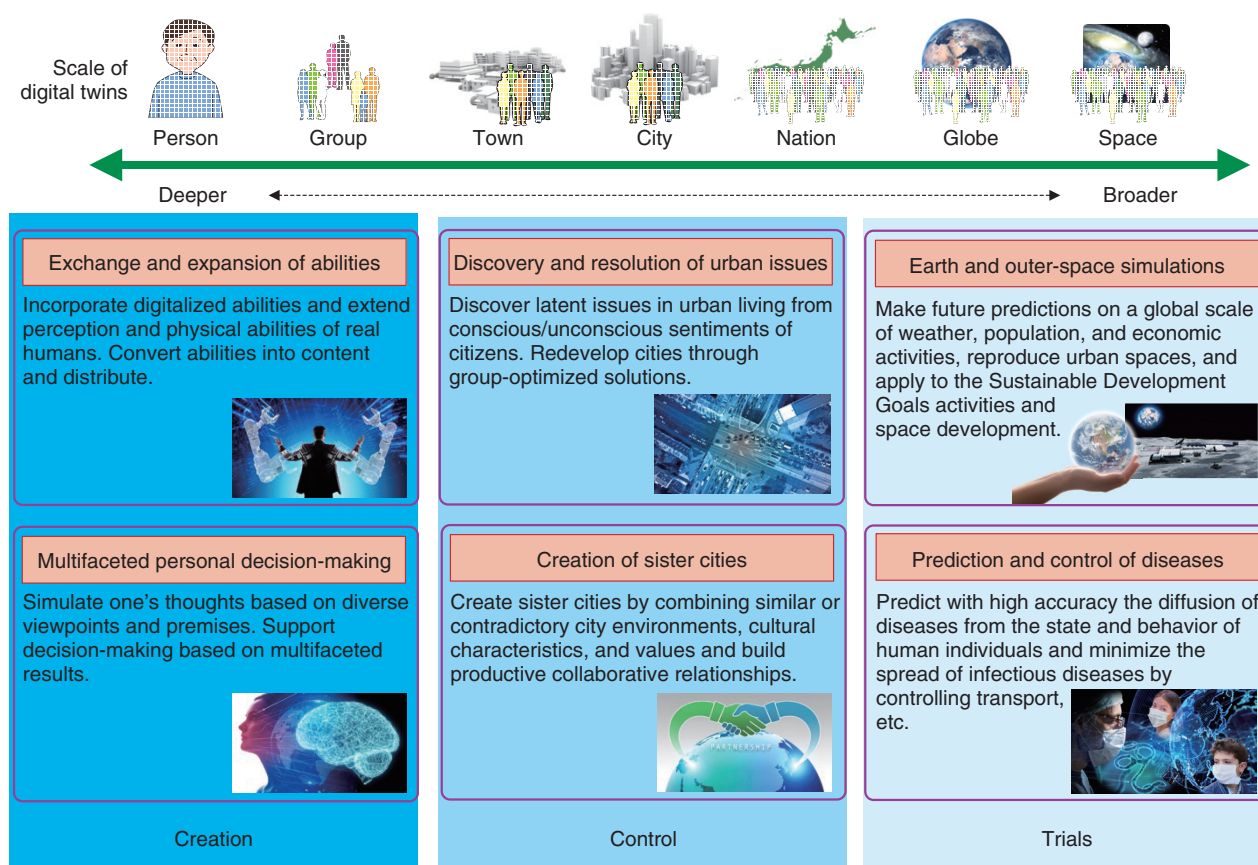 Scale of
digital twins
Person
Group
Town
City
Nation
Globe
Space
Deeper
Broader
Exchange and expansion of abilities
Incorporate digitalized abilities and extend
perception and physical abilities of real
humans. Convert abilities into content
and distribute.
Multifaceted personal decision-making
Simulate one’s thoughts based on diverse
viewpoints and premises. Support
decision-making based on multifaceted
results.
Creation
Discovery and resolution of urban issues
Discover latent issues in urban living from
conscious/unconscious sentiments of
citizens. Redevelop cities through
group-optimized solutions.
Creation of sister cities
Create sister cities by combining similar or
contradictory city environments, cultural
characteristics, and values and build
productive collaborative relationships.
PARTNERSHIP
Control
Earth and outer-space simulations
Make future predictions on a global scale
of weather, population, and economic
activities, reproduce urban spaces, and
apply to the Sustainable Development
Goals activities and
space development.
Prediction and control of diseases
Predict with high accuracy the diffusion of
diseases from the state and behavior of
human individuals and minimize the
spread of infectious diseases by
controlling transport,
etc.
Trials